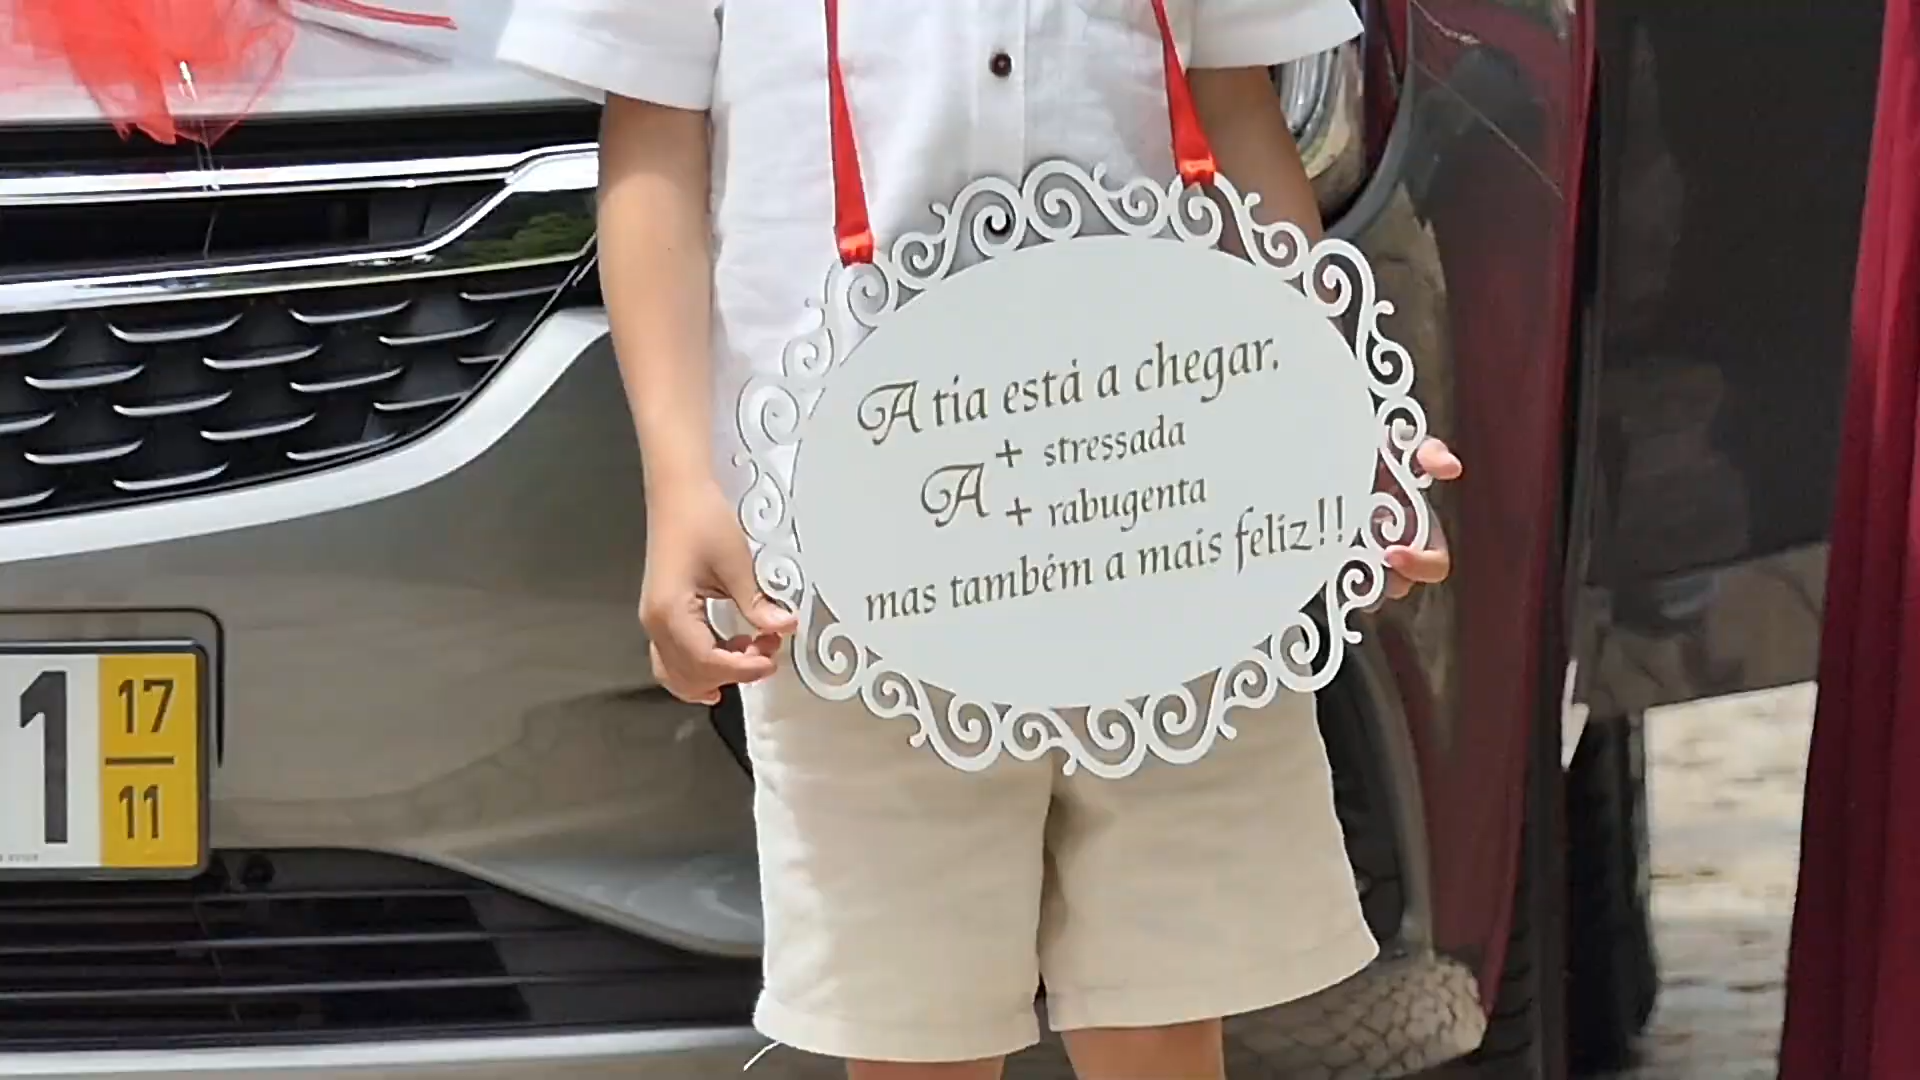 A tia está a chegar.
A + stressada
+ rabugenta
mas também a mais feliz!!
1
17
11